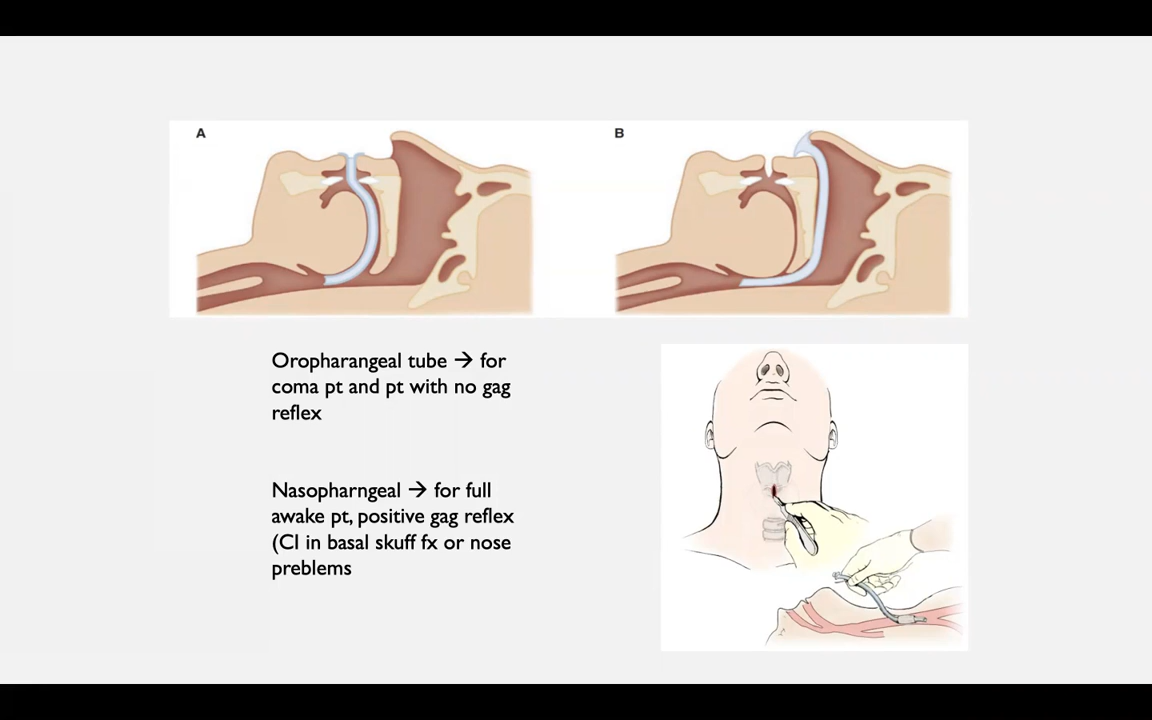 A
B
Oropharangeal tube → for
coma pt and pt with no gag
reflex
Nasopharngeal → for full
awake pt, positive gag reflex
(CI in basal skuff fx or nose
preblems